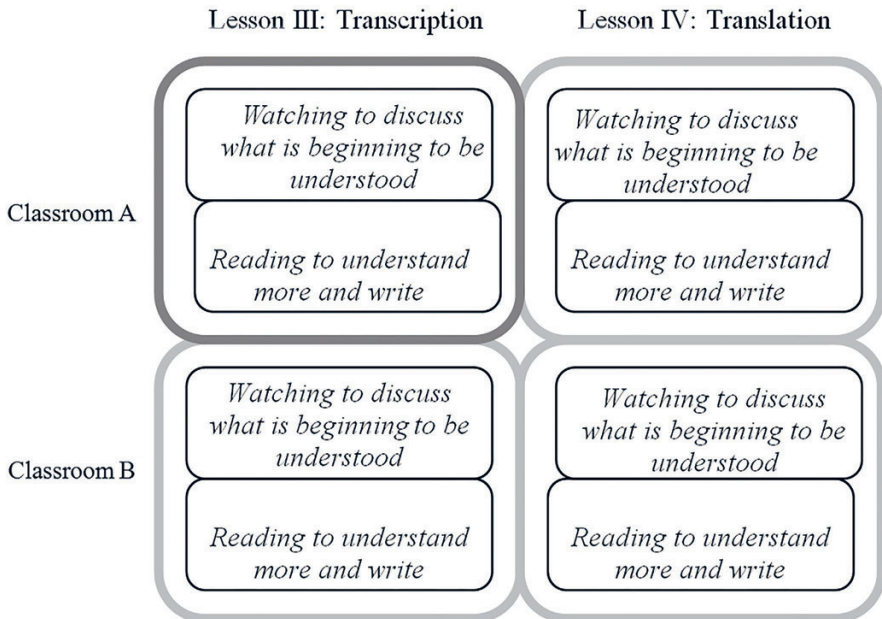 Lesson III: Transcription
Lesson IV: Translation
Classroom A
Watching to discuss
what is beginning to be
understood
Reading to understand
more and write
Watching to discuss
what is beginning to be
understood
Reading to understand
more and write
Classroom B
Watching to discuss
what is beginning to be
understood
Reading to understand
more and write
Watching to discuss
what is beginning to be
understood
Reading to understand
more and write